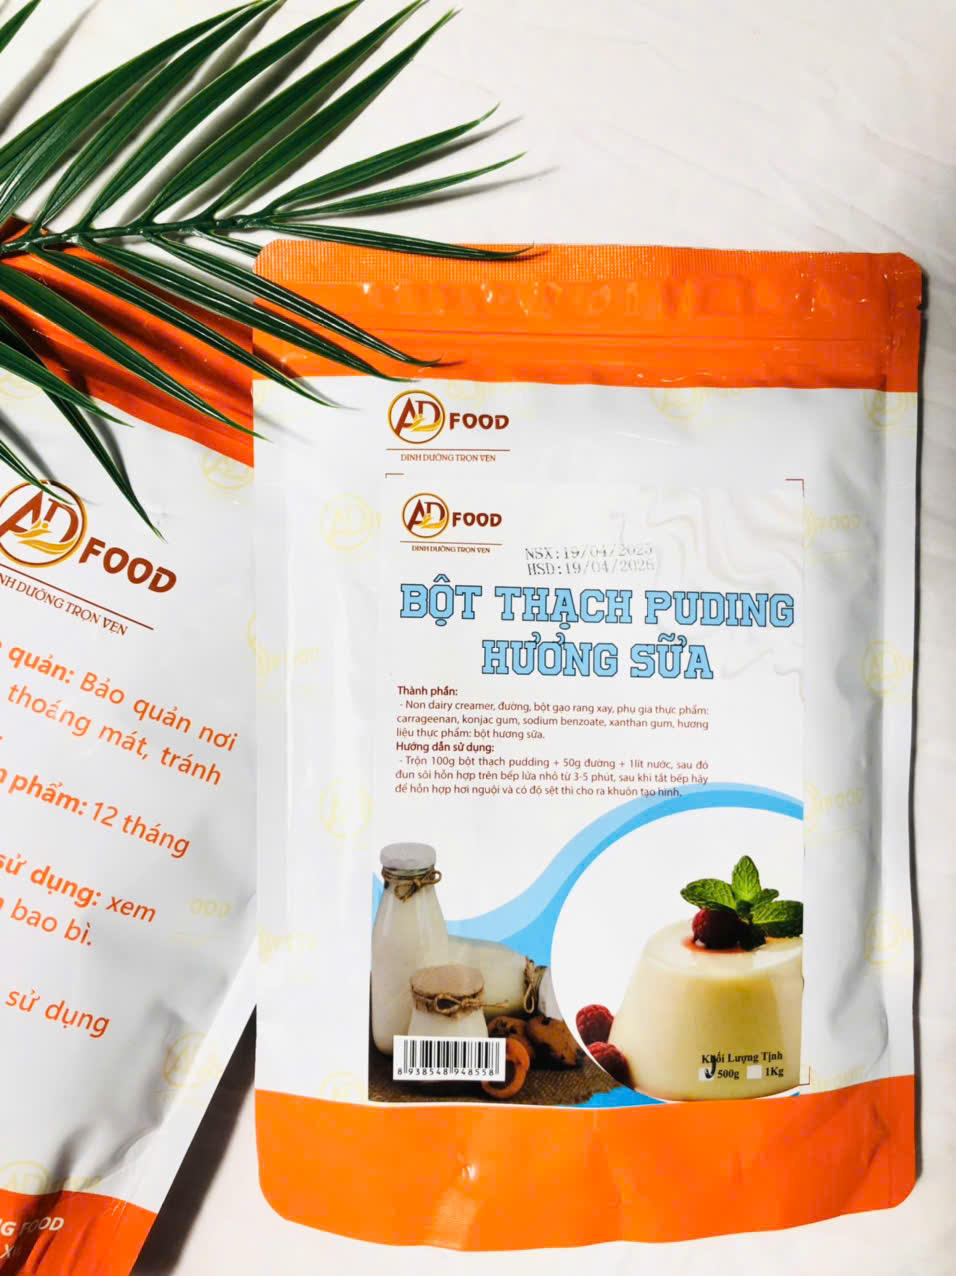 AD FOOD
DINH DƯỠNG TRỌN VẸN
AD FOOD
DINH DƯỠNG TRỌN VẸN
NSX:19/04/2025
HSD:19/04/2026
BỘT THẠCH PUDING
HƯƠNG SỮA
Thành phần:
- Non dairy creamer, đường, bột gạo rang xay, phụ gia thực phẩm:
carrageenan, konjac gum, sodium benzoate, xanthan gum, hương
liệu thực phẩm: bột hương sữa.
Hướng dẫn sử dụng:
- Trộn 100g bột thạch pudding + 50g đường + 1lít nước, sau đó
đun sôi hỗn hợp trên bếp lửa nhỏ từ 3-5 phút, sau khi tắt bếp hãy
để hỗn hợp hơi nguội và có độ sệt thì cho ra khuôn tạo hình.
8 938548 948558
Khối Lượng Tịnh
500g 1Kg
AD FOOD
DƯỠNG TRỌN VẸN
quản: Bảo quản nơi
thoáng mát, tránh
phẩm: 12 tháng
sử dụng: xem
bao bì.
sử dụng
FOOD